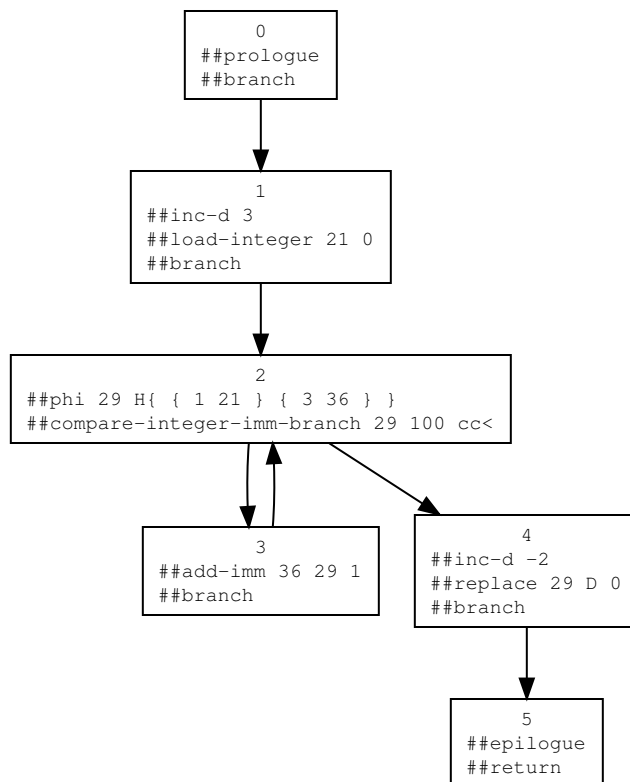 0
##prologue
##branch
1
##inc-d 3
##load-integer 21 0
##branch
2
##phi 29 H{ { 1 21 } { 3 36 } }
##compare-integer-imm-branch 29 100 cc<
3
##add-imm 36 29 1
##branch
4
##inc-d -2
##replace 29 D 0
##branch
5
##epilogue
##return